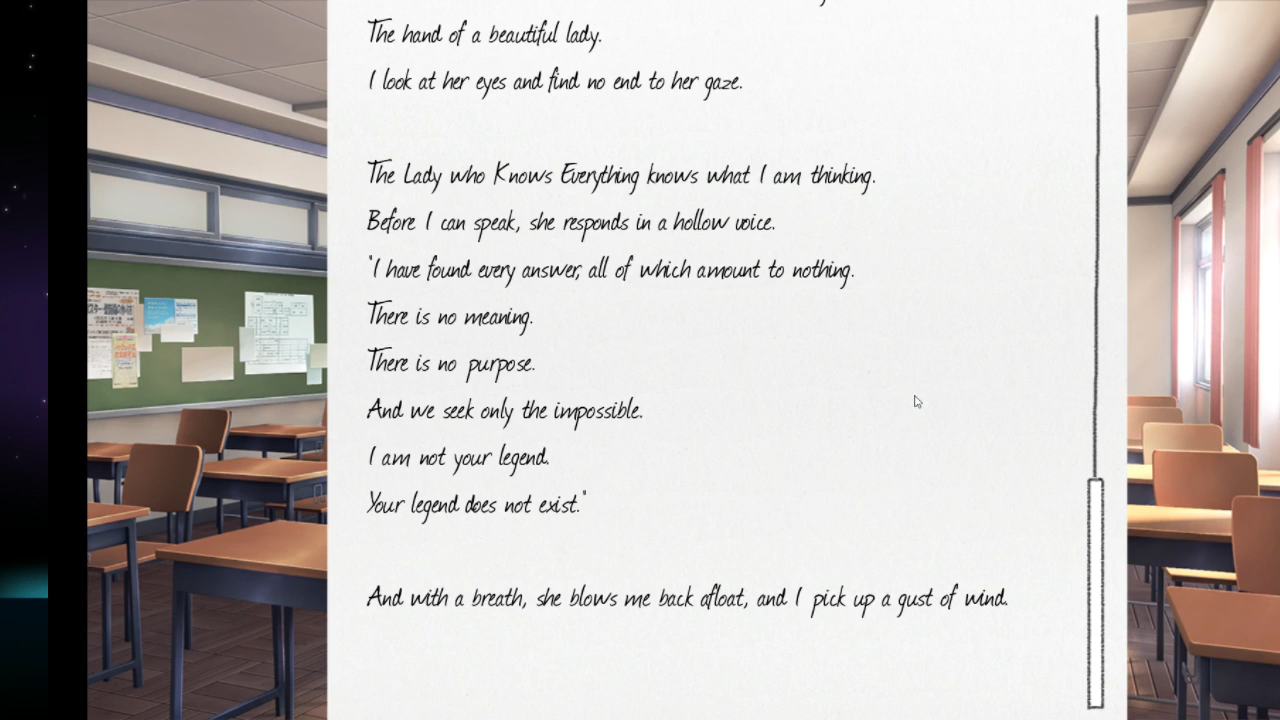 The hand of a beautiful lady.
I look at her eyes and find no end to her gaze.
The Lady who Knows Everything knows what I am thinking.
Before I can speak, she responds in a hollow voice.
"I have found every answer, all of which amount to nothing.
There is no meaning.
There is no purpose.
And we seek only the impossible.
I am not your legend.
Your legend does not exist."
And with a breath, she blows me back afloat, and I pick up a gust of wind.